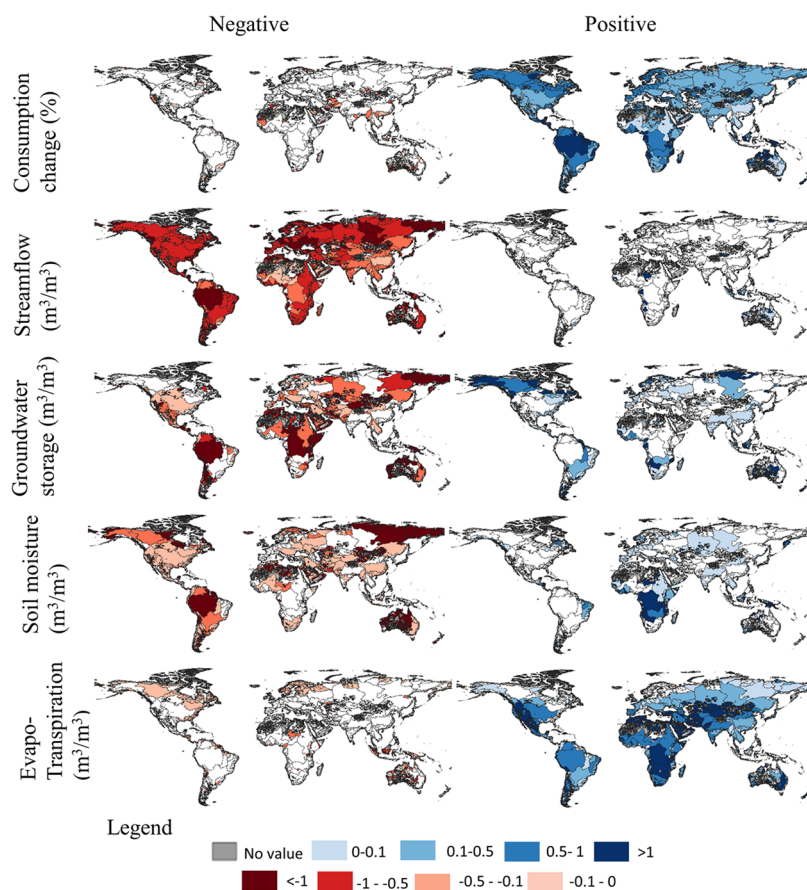 Negative
Positive
Consumption
change (%)
Streamflow
(m³/m³)
Groundwater
storage (m³/m³)
Soil moisture
(m³/m³)
Evapo-
Transpiration
(m³/m³)
Legend
No value
0-0.1
0.1-0.5
0.5- 1
>1
<-1
-1 - -0.5
-0.5 - -0.1
-0.1 - 0